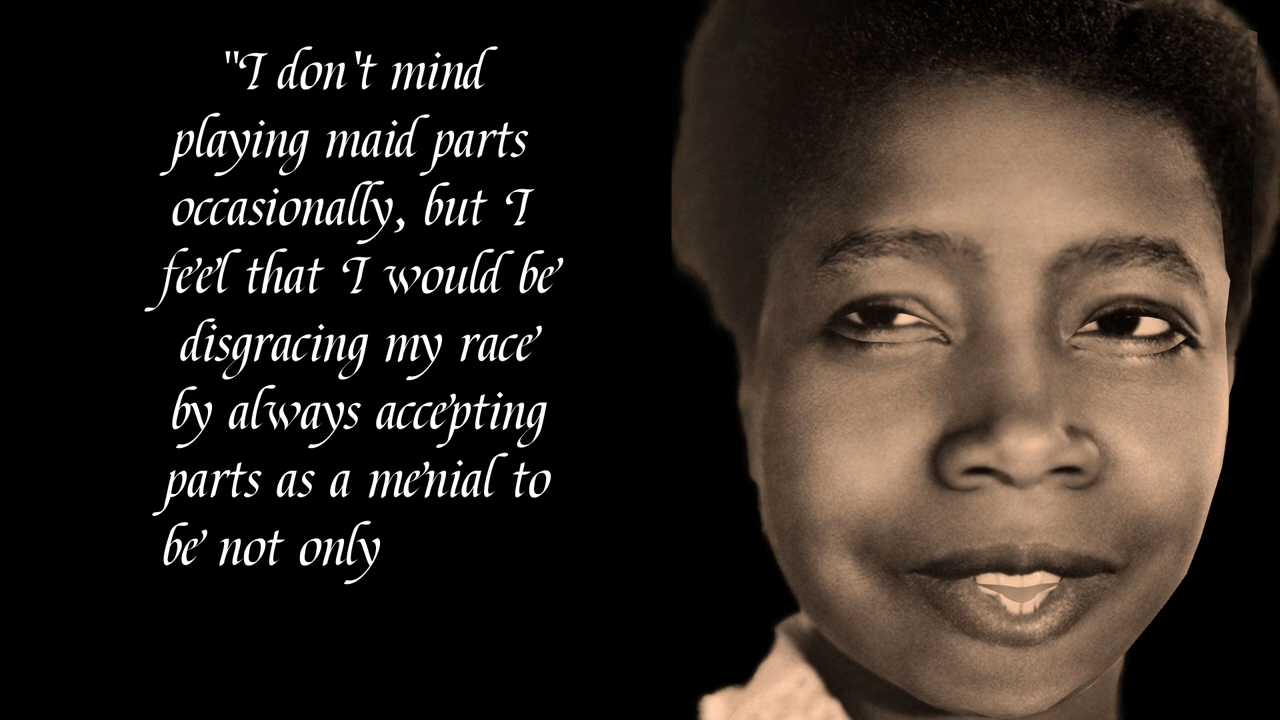 "I don't mind
playing maid parts
occasionally, but I
feel that I would be
disgracing my race
by always accepting
parts as a menial to
be not only